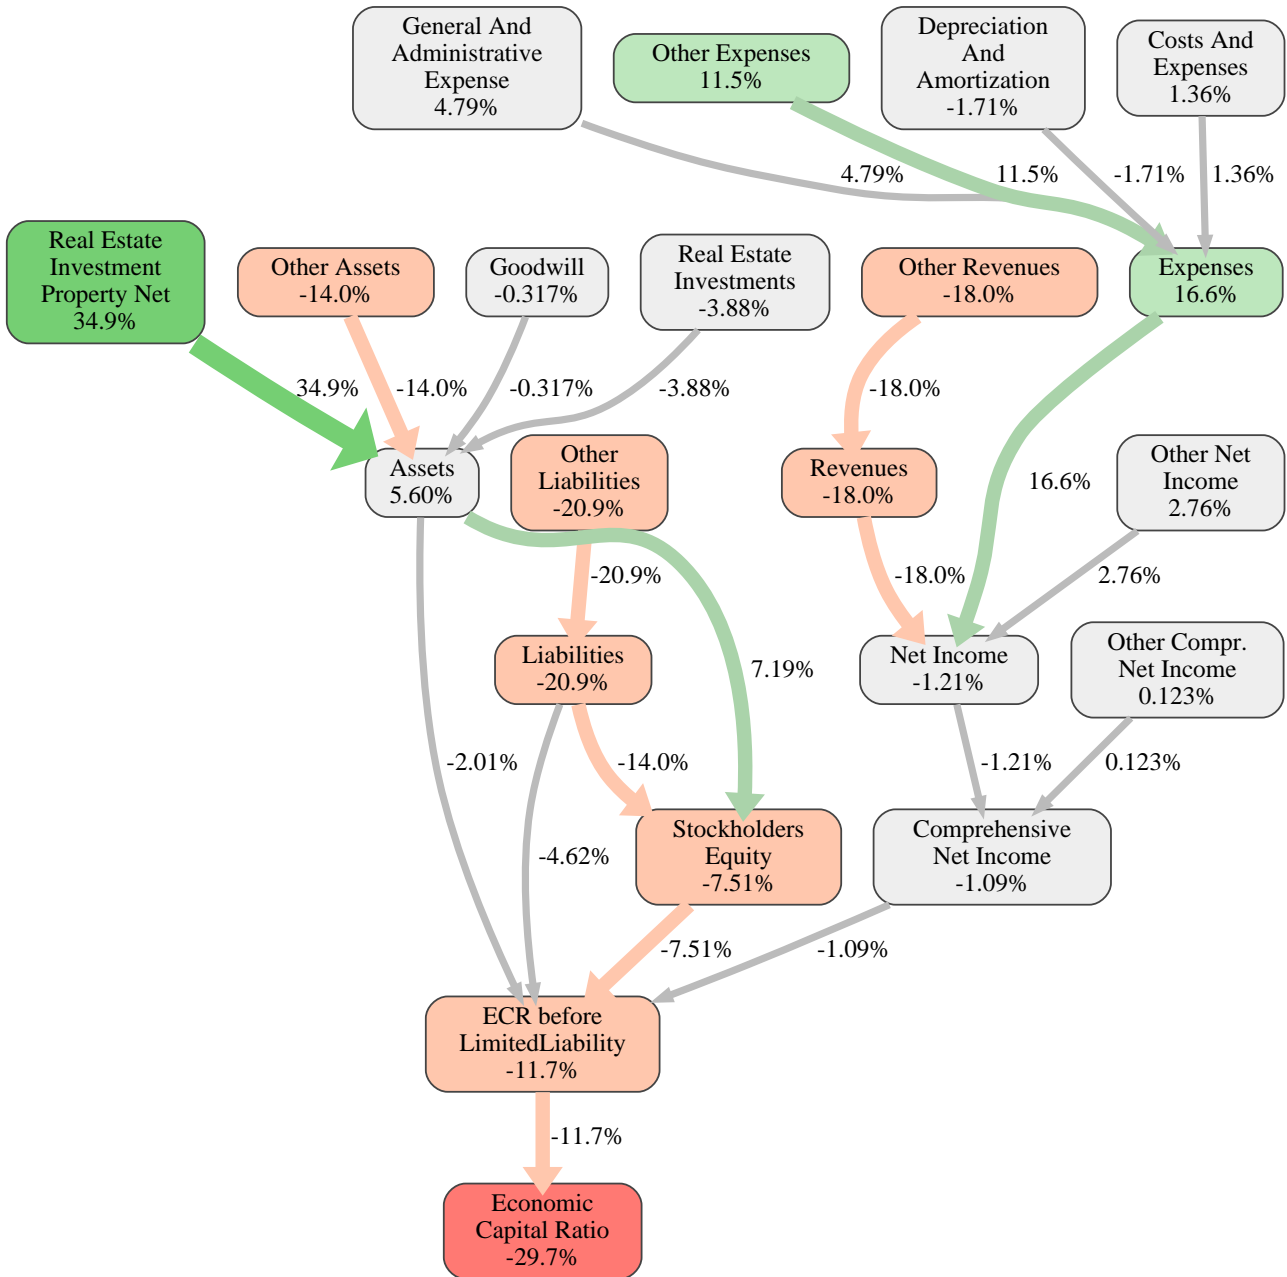 General And
Administrative
Expense
4.79%
Other Expenses
11.5%
Depreciation
And
Amortization
-1.71%
Costs And
Expenses
1.36%
4.79%
11.5%
-1.71%
1.36%
Real Estate
Investment
Property Net
34.9%
Other Assets
-14.0%
Goodwill
-0.317%
Real Estate
Investments
-3.88%
Other Revenues
-18.0%
Expenses
16.6%
34.9%
-14.0%
-0.317%
-3.88%
-18.0%
Assets
5.60%
Other
Liabilities
-20.9%
Revenues
-18.0%
16.6%
Other Net
Income
2.76%
-20.9%
-18.0%
2.76%
Liabilities
-20.9%
7.19%
Net Income
-1.21%
Other Compr.
Net Income
0.123%
-2.01%
-14.0%
-1.21%
0.123%
-4.62%
Stockholders
Equity
-7.51%
Comprehensive
Net Income
-1.09%
-7.51%
-1.09%
ECR before
LimitedLiability
-11.7%
-11.7%
Economic
Capital Ratio
-29.7%